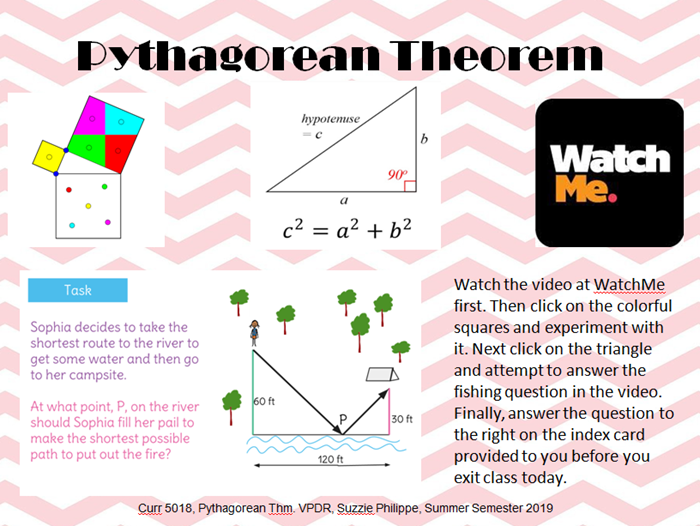 Pythagorean Theorem
hypotenuse
= c
b
90º
a
c² = a² + b²
Watch
Me.
Task
Sophia decides to take the
shortest route to the river to
get some water and then go
to her campsite.
At what point, P, on the river
should Sophia fill her pail to
make the shortest possible
path to put out the fire?
60 ft
P
30 ft
120 ft
Watch the video at WatchMe
first. Then click on the colorful
squares and experiment with
it. Next click on the triangle
and attempt to answer the
fishing question in the video.
Finally, answer the question to
the right on the index card
provided to you before you
exit class today.
Curr 5018, Pythagorean Thm. VPDR, Suzzie Philippe, Summer Semester 2019